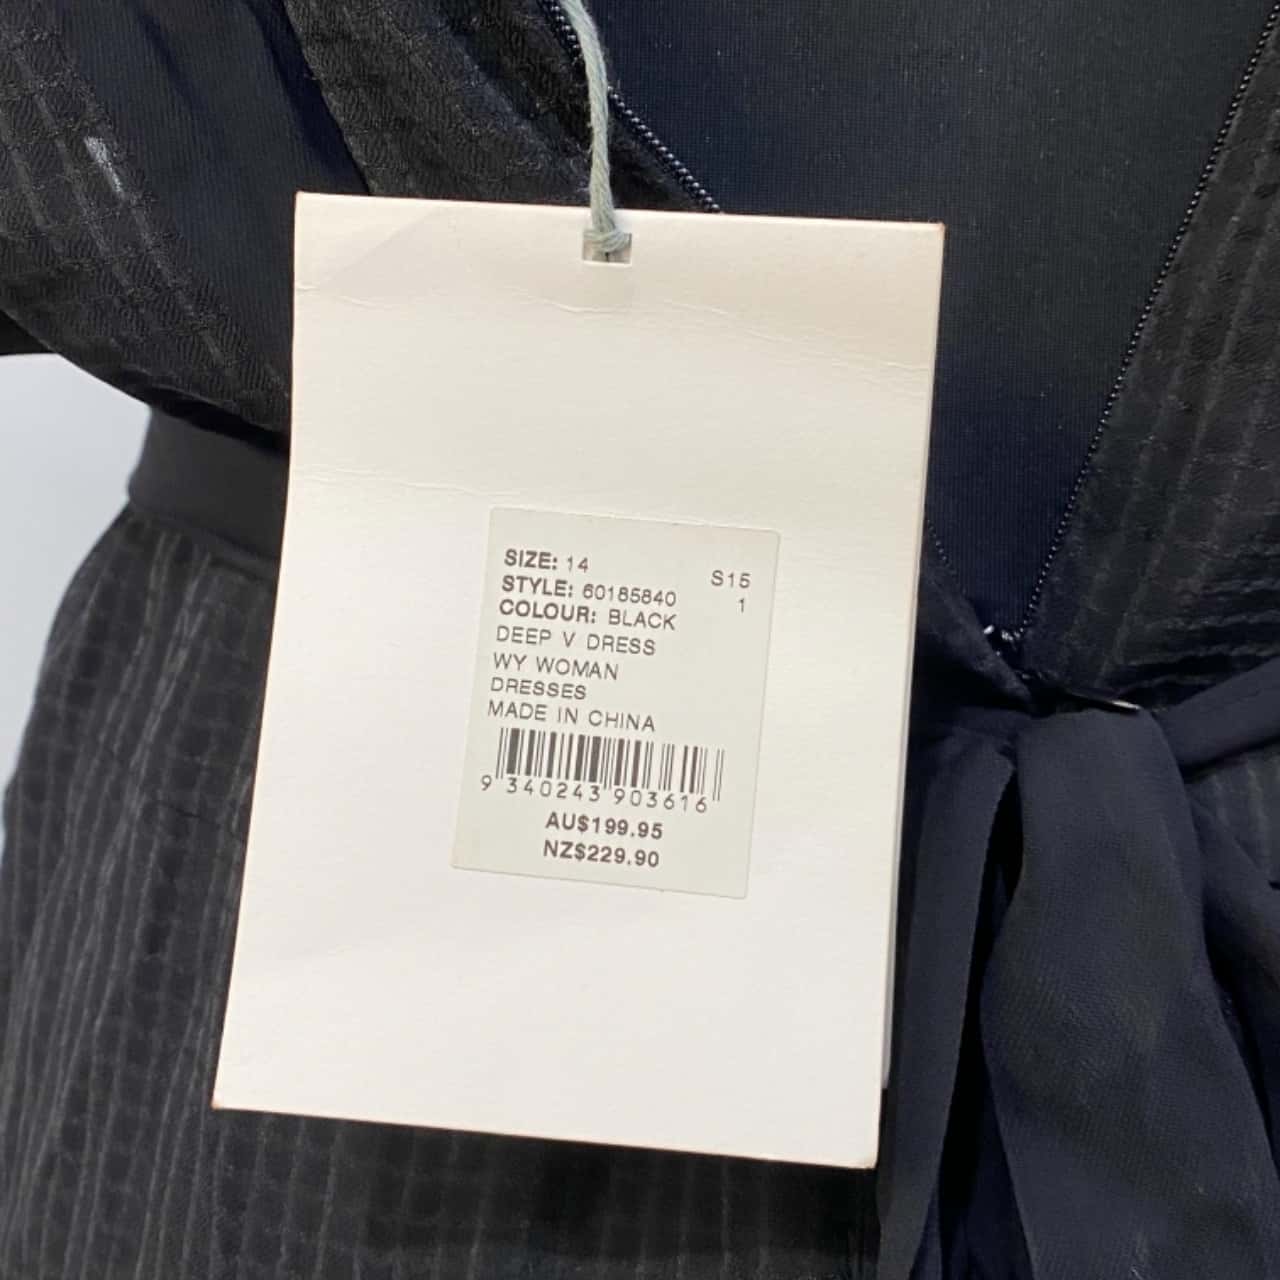 SIZE: 14
S15
STYLE: 60185840
1
COLOUR: BLACK
DEEP V DRESS
WY WOMAN
DRESSES
MADE IN CHINA
9 340243 903616
AU$199.95
NZ$229.90